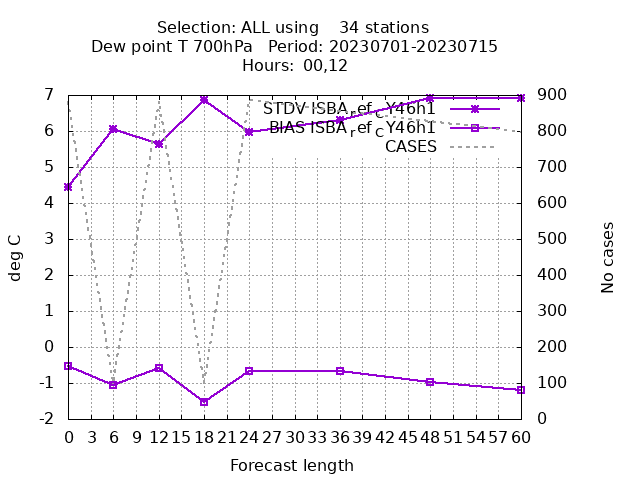 Selection: ALL using    34 stations
Dew point T 700hPa   Period: 20230701-20230715
Hours: 00,12
STDV ISBA_ref_CY46h1
BIAS ISBA_ref_CY46h1
CASES
7
6
5
4
3
2
1
0
-1
-2
900
800
700
600
500
400
300
200
100
0
deg C
No cases
0 3 6 9 12 15 18 21 24 27 30 33 36 39 42 45 48 51 54 57 60
Forecast length